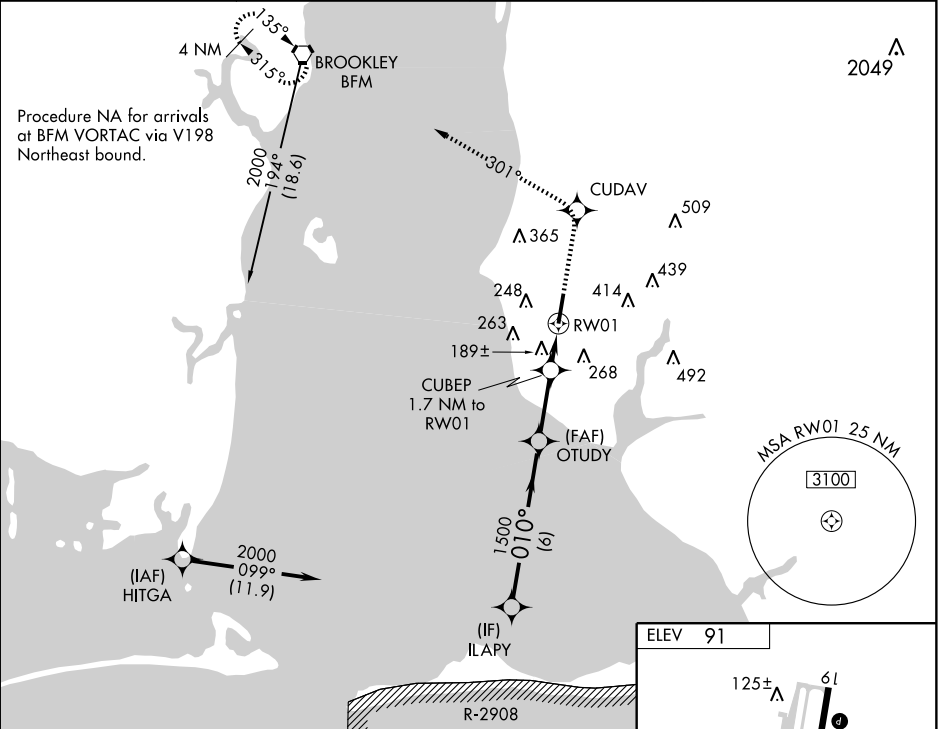 135°
4 NM
315°
BROOKLEY
BFM
2049
Procedure NA for arrivals
at BFM VORTAC via V198
Northeast bound.
2000
194°
(18.6)
301°
CUDAV
509
365
439
248
414
263
RW01
189±
268
492
CUBEP
1.7 NM to
RW01
(FAF)
OTUDY
MSA RW01 25 NM
3100
1500
010°
(6)
2000
099°
(11.9)
(IAF)
HITGA
(IF)
ILAPY
ELEV 91
R-2908
125±
19
P